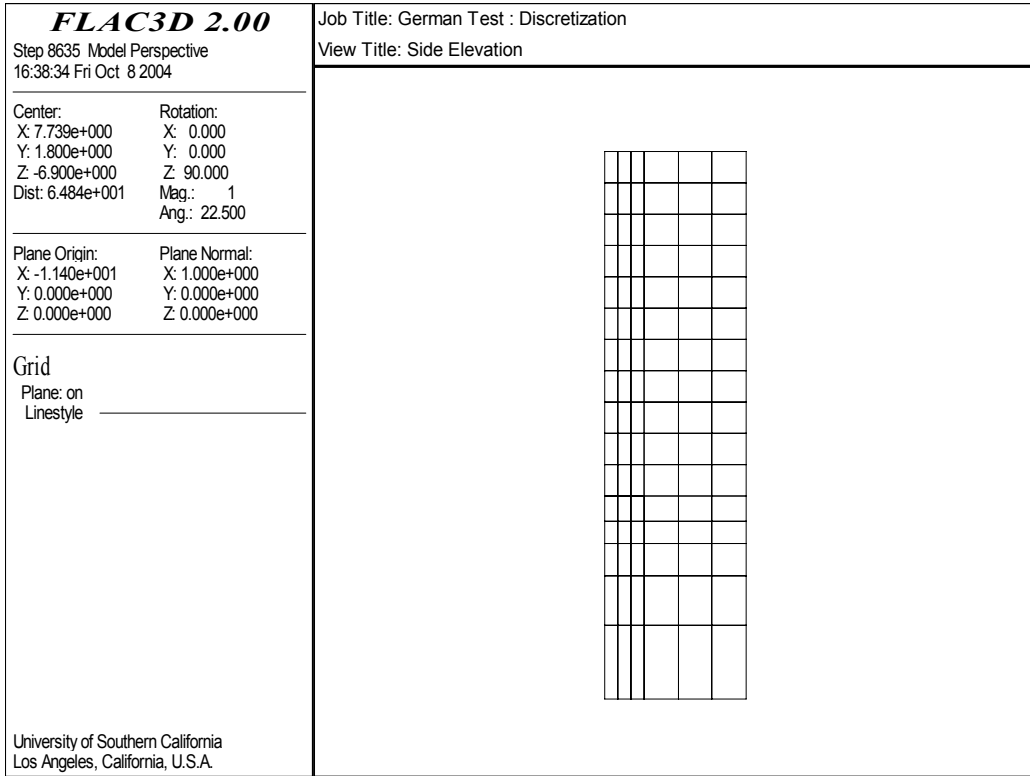 FLAC3D 2.00
Step 8635 Model Perspective
16:38:34 Fri Oct 8 2004
Center:
X: 7.739e+000
Y: 1.800e+000
Z: -6.900e+000
Dist: 6.484e+001
Rotation:
X: 0.000
Y: 0.000
Z: 90.000
Mag.: 1
Ang.: 22.500
Plane Origin:
X: -1.140e+001
Y: 0.000e+000
Z: 0.000e+000
Plane Normal:
X: 1.000e+000
Y: 0.000e+000
Z: 0.000e+000
Grid
Plane: on
Linestyle
University of Southern California
Los Angeles, California, U.S.A.
Job Title: German Test : Discretization
View Title: Side Elevation